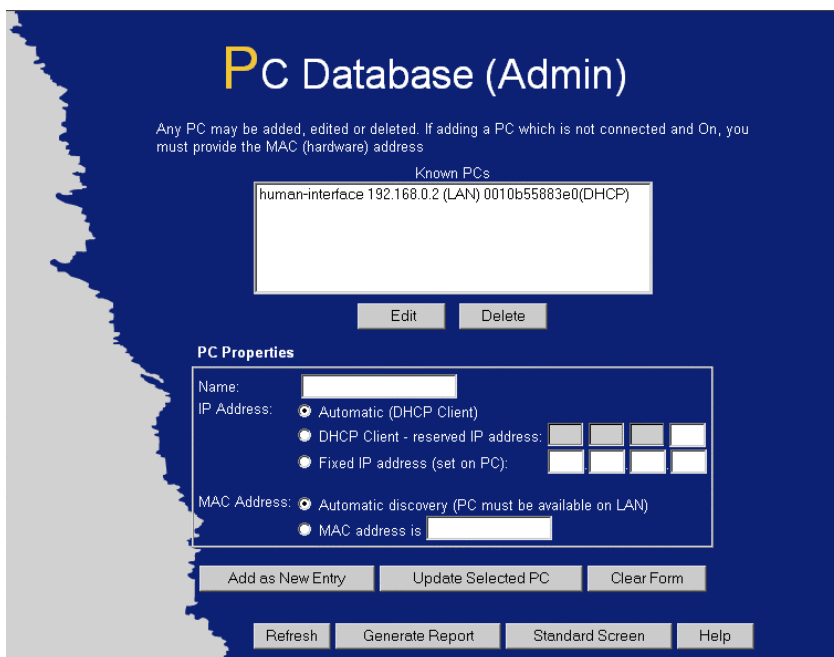 PC Database (Admin)
Any PC may be added, edited or deleted. If adding a PC which is not connected and On, you
must provide the MAC (hardware) address
Known PCs
human-interface 192.168.0.2 (LAN) 0010b55883e0(DHCP)
Edit Delete
PC Properties
Name:
IP Address: Automatic (DHCP Client)
DHCP Client - reserved IP address:
Fixed IP address (set on PC): . . .
MAC Address: Automatic discovery (PC must be available on LAN)
MAC address is
Add as New Entry Update Selected PC Clear Form
Refresh Generate Report Standard Screen Help